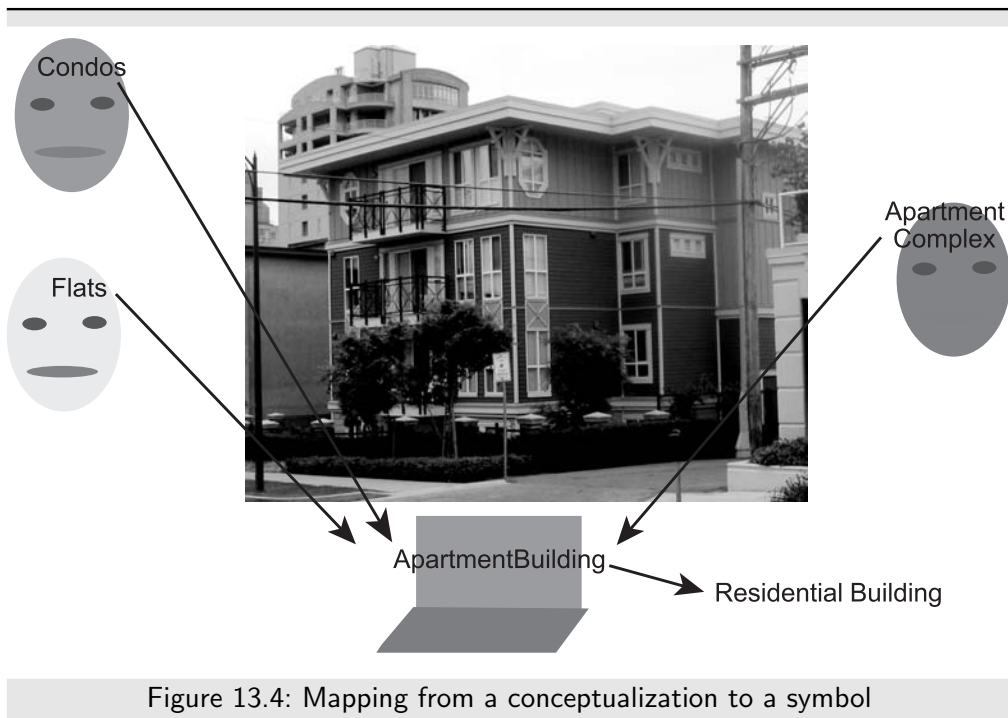 Condos
Flats
Apartment
Complex
ApartmentBuilding
Residential Building
Figure 13.4: Mapping from a conceptualization to a symbol